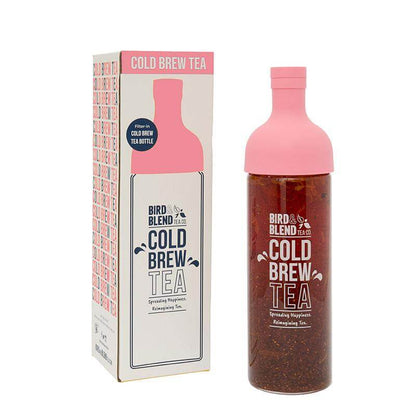 COLD BREW TEA
Filter in
COLD BREW
TEA BOTTLE
BIRD&
BLEND TEA CO.
COLD
BREW
TEA
Spreading Happiness.
Reimagining Tea.
BIRD&
BLEND TEA CO.
COLD
BREW
TEA
Spreading Happiness.
Reimagining Tea.